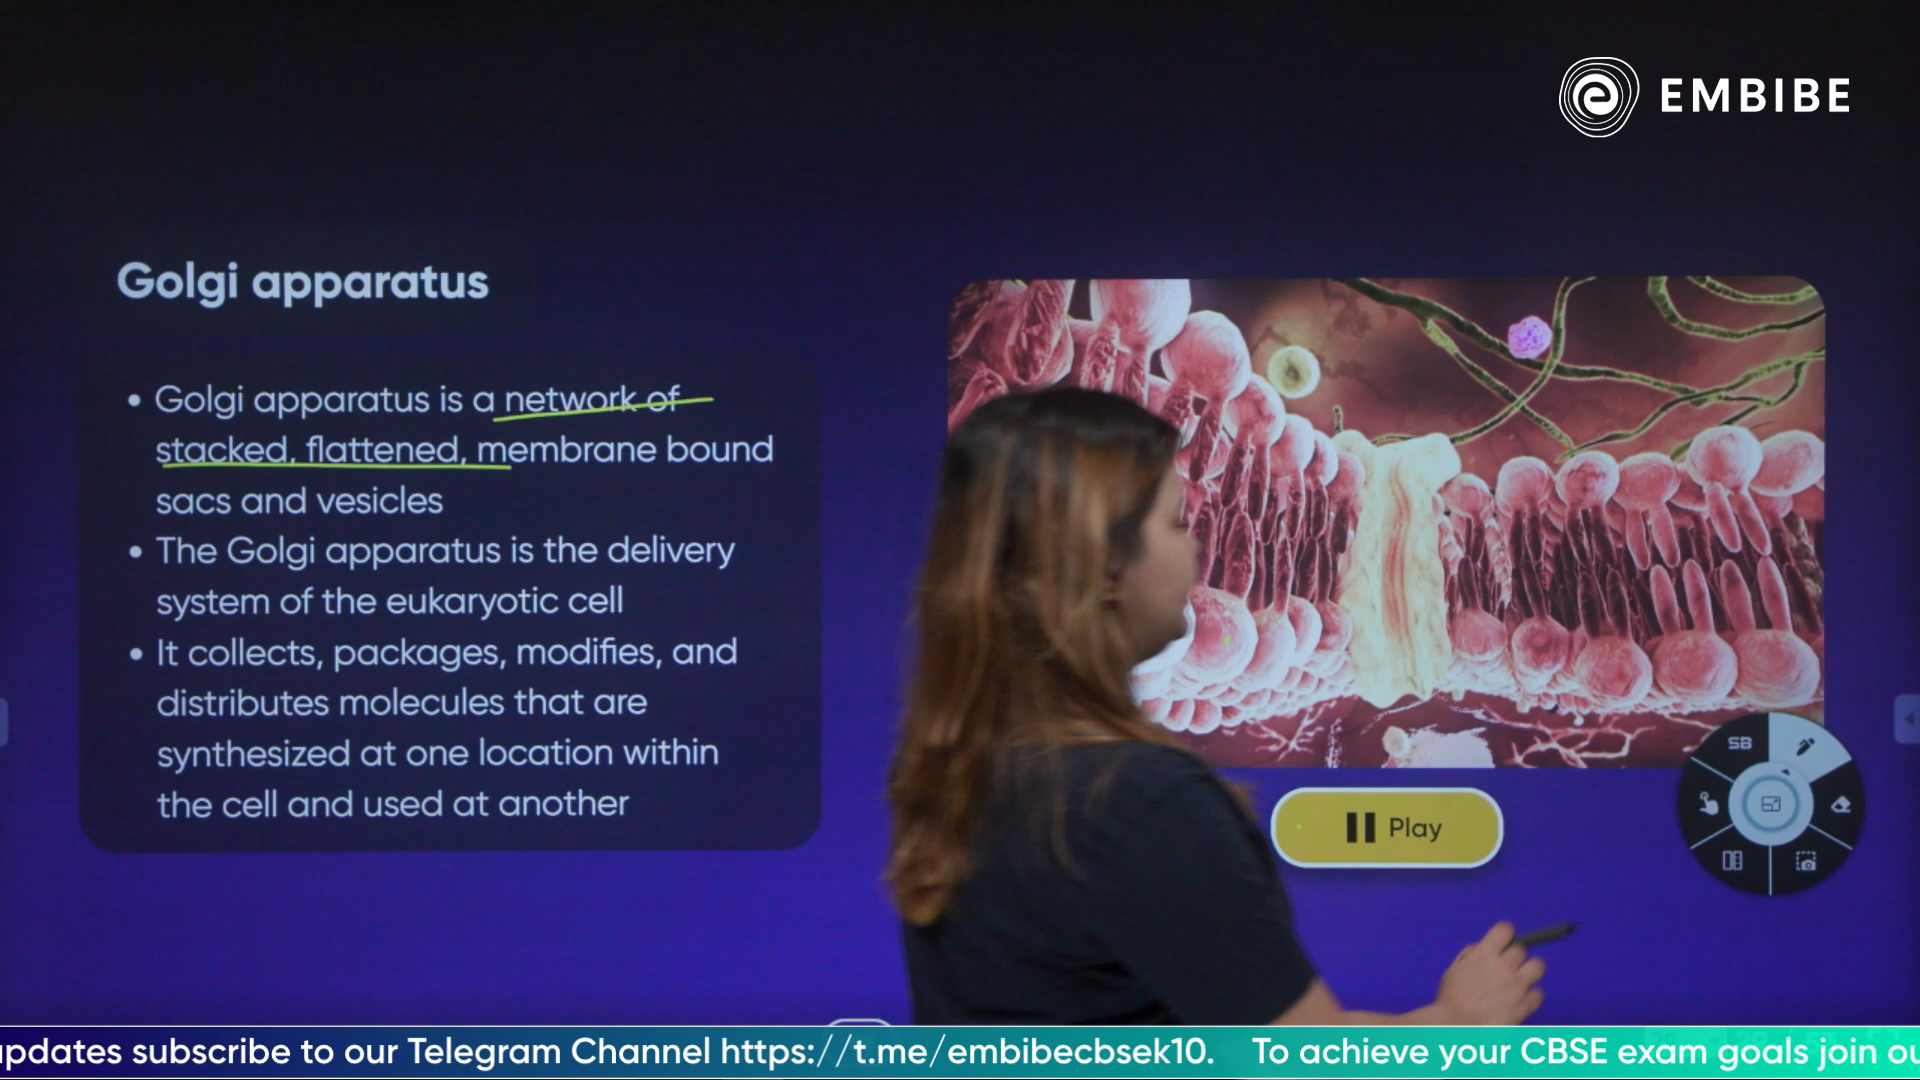 EMBIBE
Golgi apparatus
• Golgi apparatus is a network of
stacked, flattened, membrane bound
sacs and vesicles
• The Golgi apparatus is the delivery
system of the eukaryotic cell
• It collects, packages, modifies, and
distributes molecules that are
synthesized at one location within
the cell and used at another
SB
Play
updates subscribe to our Telegram Channel https://t.me/embibecbsek10. To achieve your CBSE exam goals join ou